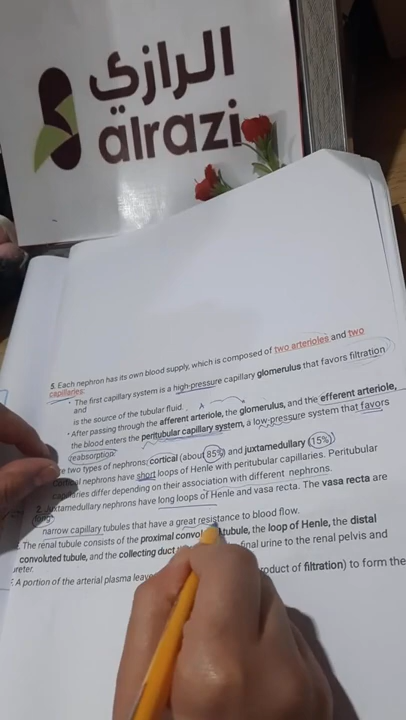 الرازي
alrazi
5. Each nephron has its own blood supply, which is composed of two arterioles and two
capillaries:
• The first capillary system is a high-pressure capillary glomerulus that favors filtration
and
is the source of the tubular fluid.
• After passing through the afferent arteriole, the glomerulus, and the efferent arteriole,
the blood enters the peritubular capillary system, a low-pressure system that favors
reabsorption
two types of nephrons: cortical (about 85%) and juxtamedullary (15%).
Cortical nephrons have short loops of Henle with peritubular capillaries. Peritubular
capillaries differ depending on their association with different nephrons.
2. Juxtamedullary nephrons have long loops of Henle and vasa recta. The vasa recta are
long
narrow capillary tubules that have a great resistance to blood flow.
The renal tubule consists of the proximal convol tubule, the loop of Henle, the distal
convoluted tubule, and the collecting duct final urine to the renal pelvis and
ureter.
A portion of the arterial plasma leav product of filtration) to form the